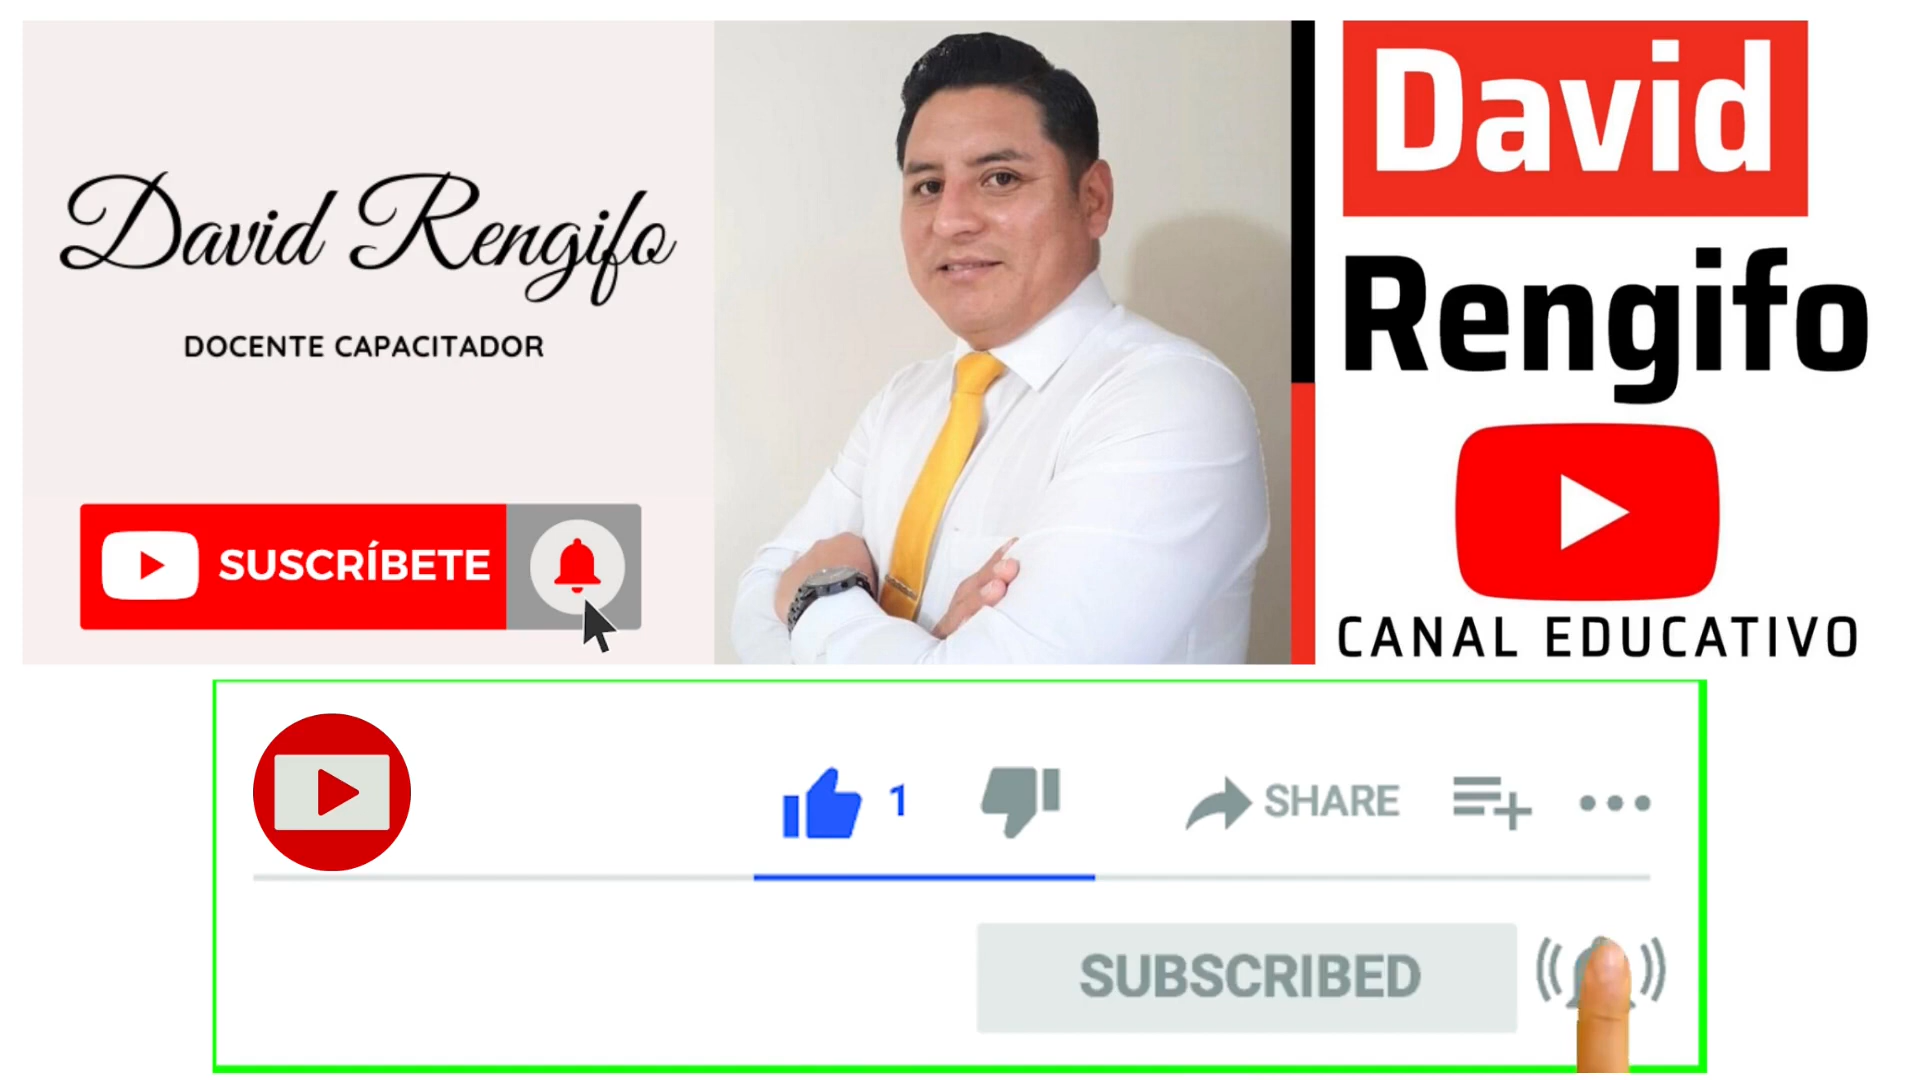 David Rengifo
DOCENTE CAPACITADOR
SUSCRÍBETE
David
Rengifo
CANAL EDUCATIVO
1
SHARE
SUBSCRIBED